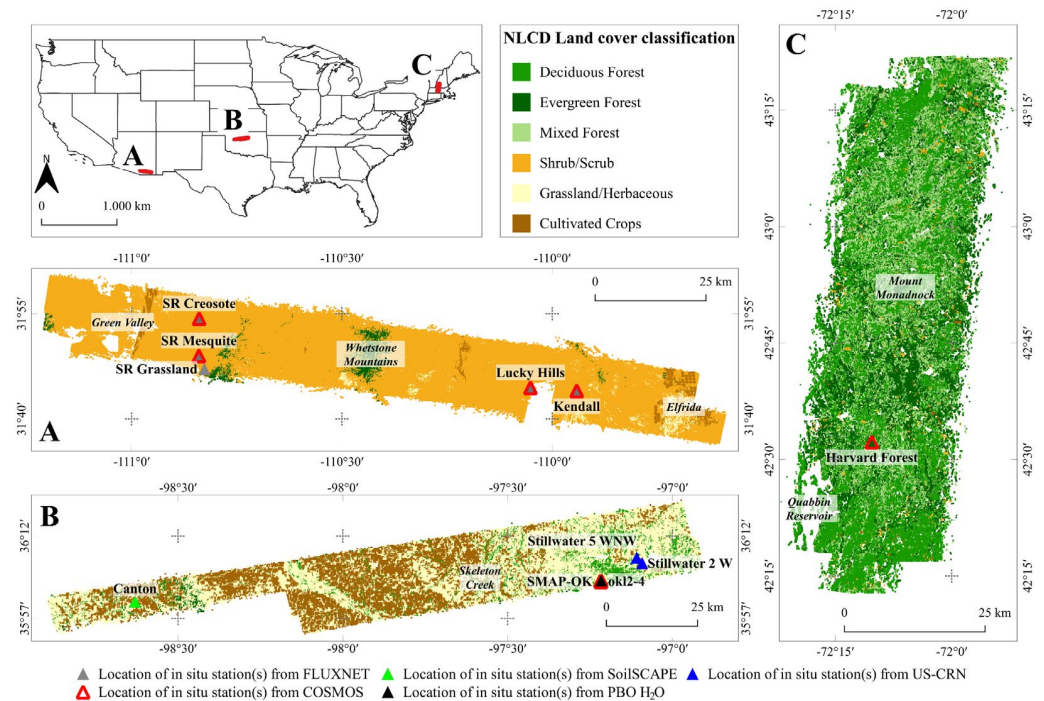 A
B
C
N
0
1.000 km
NLCD Land cover classification
Deciduous Forest
Evergreen Forest
Mixed Forest
Shrub/Scrub
Grassland/Herbaceous
Cultivated Crops
-111°0′
-110°30′
-110°0′
0
25 km
31°55′
31°55′
31°40′
31°40′
SR Creosote
Green Valley
SR Mesquite
SR Grassland
Whetstone
Mountains
Lucky Hills
Kendall
Elfrida
A
-111°0′
-110°30′
-110°0′
-98°30′
-98°0′
-97°30′
-97°0′
B
36°12′
36°12′
35°57′
35°57′
Stillwater 5 WNW
Stillwater 2 W
Skeleton
Creek
SMAP-OK
okl2-4
Canton
0
25 km
-98°30′
-98°0′
-97°30′
-97°0′
-72°15′
-72°0′
C
43°15′
43°15′
43°0′
43°0′
Mount
Monadnock
42°45′
42°45′
Harvard Forest
42°30′
42°30′
Quabbin
Reservoir
42°15′
42°15′
0
25 km
-72°15′
-72°0′
Location of in situ station(s) from FLUXNET
Location of in situ station(s) from SoilSCAPE
Location of in situ station(s) from US-CRN
Location of in situ station(s) from COSMOS
Location of in situ station(s) from PBO H₂O